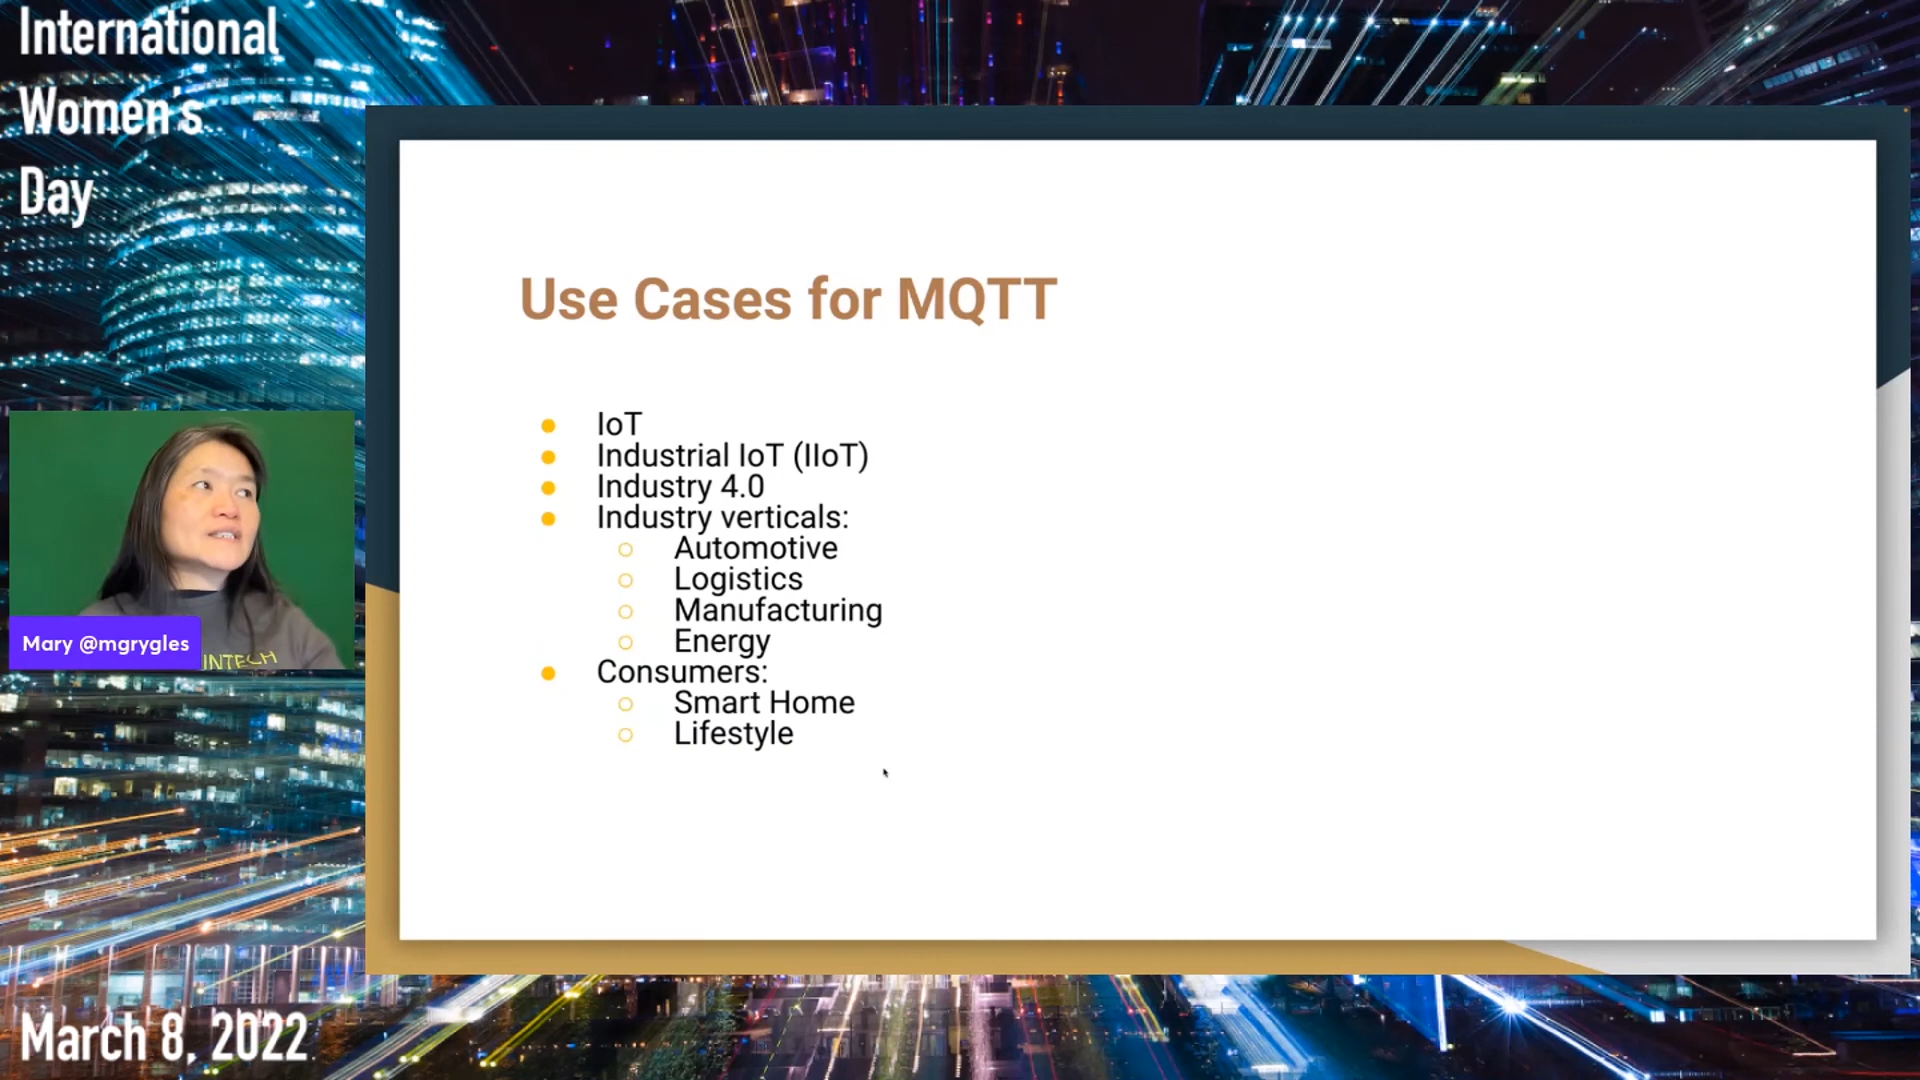 International
Women's
Day
Use Cases for MQTT
IoT
Industrial IoT (IIoT)
Industry 4.0
Industry verticals:
Automotive
Logistics
Manufacturing
Energy
Consumers:
Smart Home
Lifestyle
Mary @mgrygles
INTECH
March 8, 2022